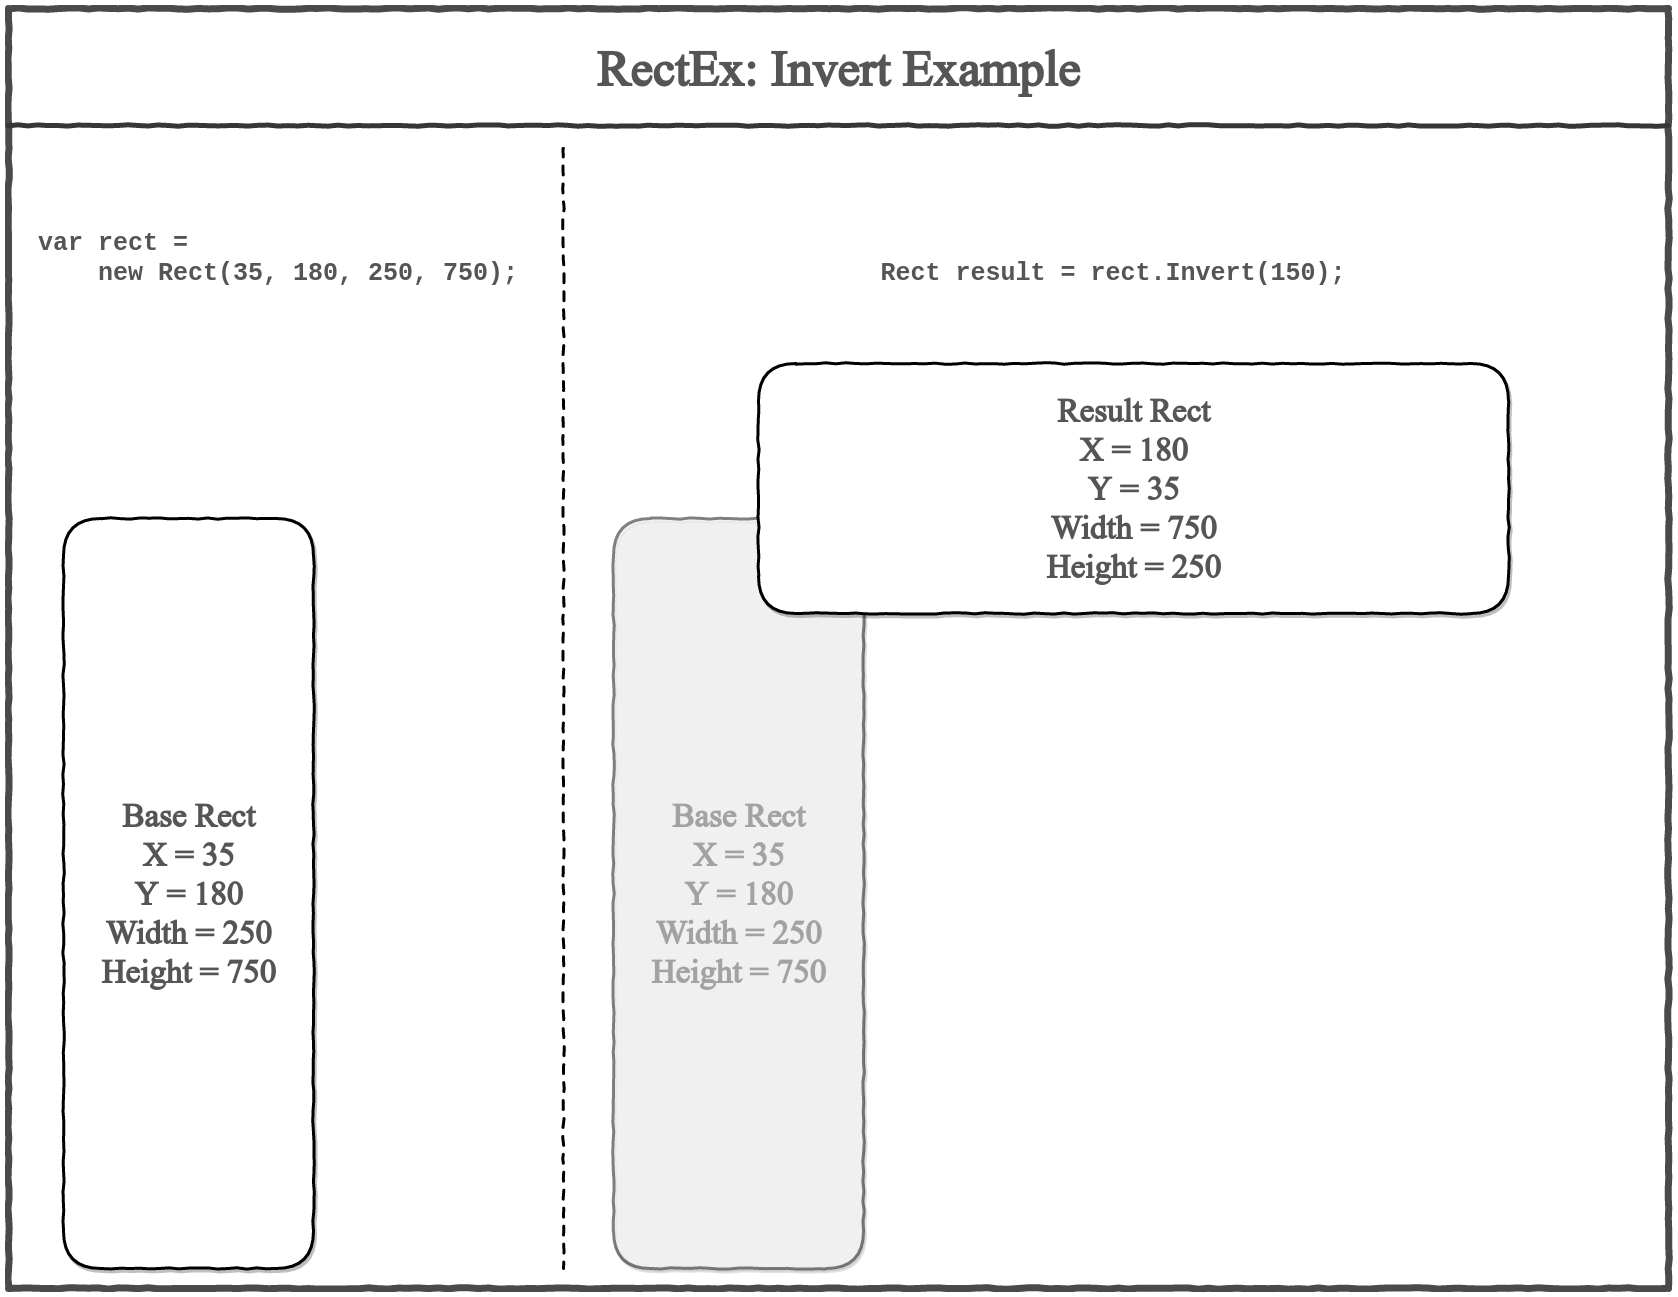 RectEx: Invert Example
var rect =
    new Rect(35, 180, 250, 750);
Base Rect
X = 35
Y = 180
Width = 250
Height = 750
Rect result = rect.Invert(150);
Result Rect
X = 180
Y = 35
Width = 750
Height = 250
Base Rect
X = 35
Y = 180
Width = 250
Height = 750